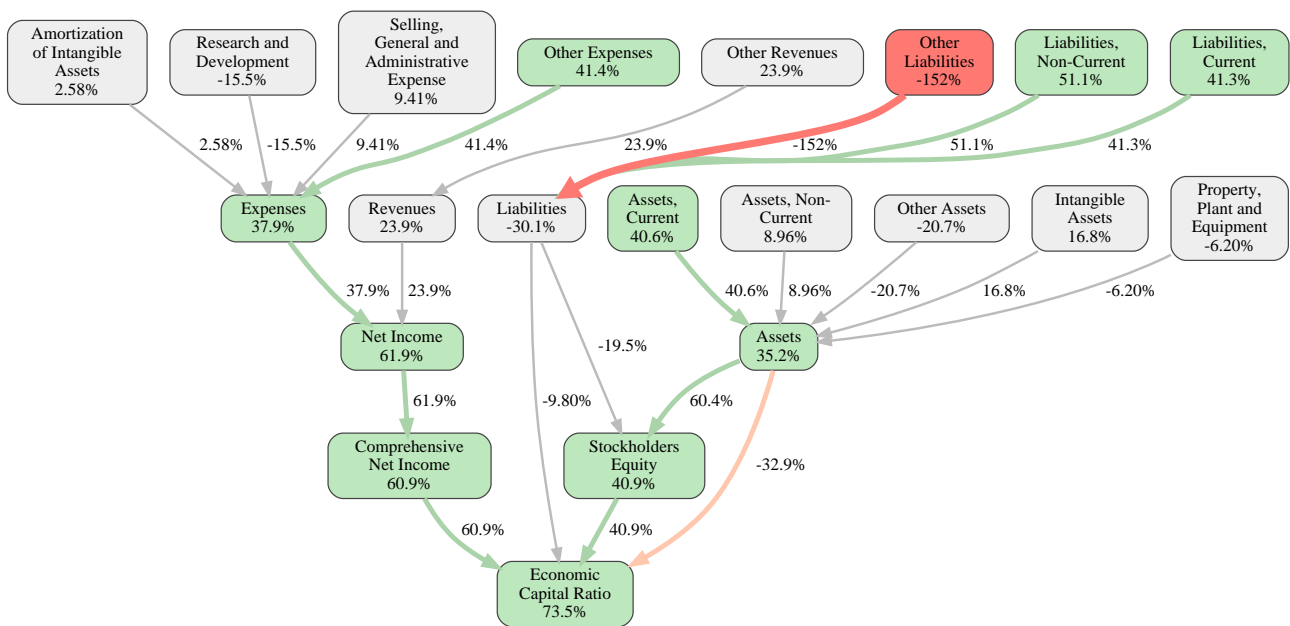 Amortization
of Intangible
Assets
2.58%
Research and
Development
-15.5%
Selling,
General and
Administrative
Expense
9.41%
Other Expenses
41.4%
Other Revenues
23.9%
Other
Liabilities
-152%
Liabilities,
Non-Current
51.1%
Liabilities,
Current
41.3%
2.58%
-15.5%
9.41%
41.4%
23.9%
-152%
51.1%
41.3%
Expenses
37.9%
Revenues
23.9%
Liabilities
-30.1%
Assets,
Current
40.6%
Assets, Non-
Current
8.96%
Other Assets
-20.7%
Intangible
Assets
16.8%
Property,
Plant and
Equipment
-6.20%
37.9%
23.9%
40.6%
8.96%
-20.7%
16.8%
-6.20%
Net Income
61.9%
-19.5%
Assets
35.2%
61.9%
-9.80%
60.4%
Comprehensive
Net Income
60.9%
Stockholders
Equity
40.9%
-32.9%
60.9%
40.9%
Economic
Capital Ratio
73.5%